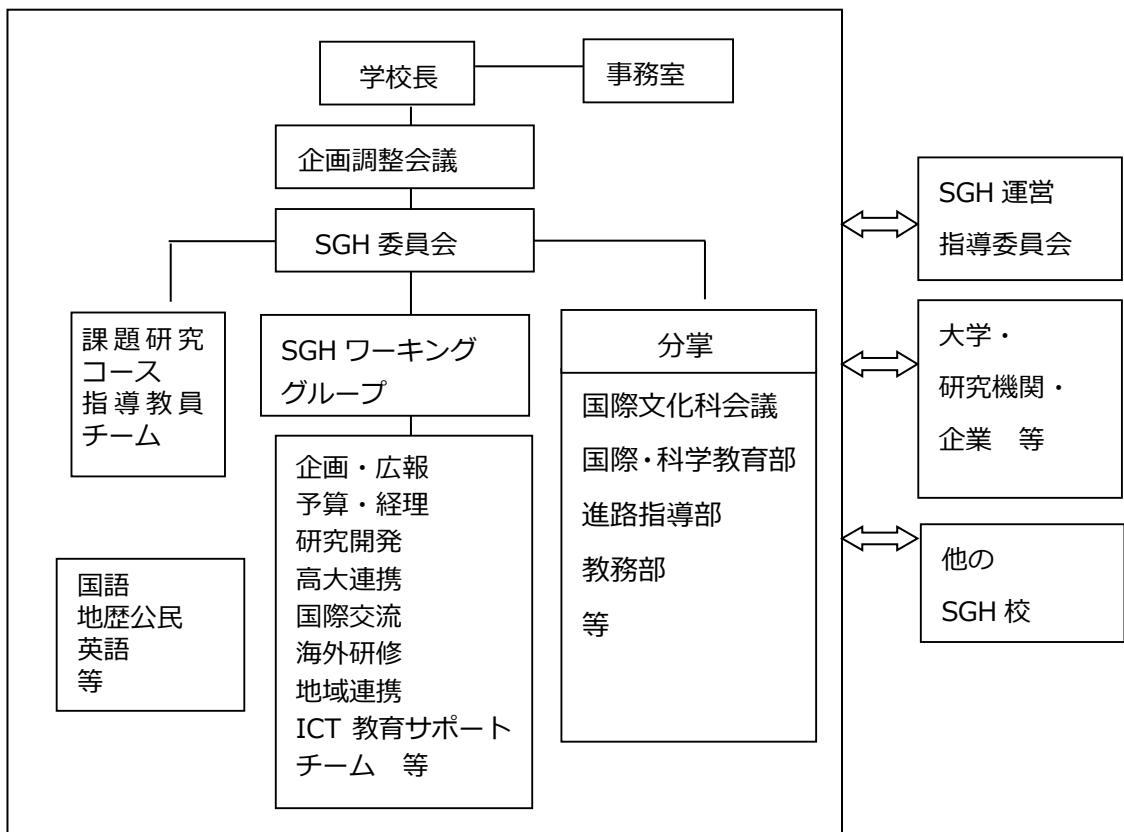 学校長
事務室
企画調整会議
SGH 委員会
課題研究
コース
指導教員
チーム
SGH ワーキング
グループ
分掌
国際文化科会議
国際・科学教育部
進路指導部
教務部
等
企画・広報
予算・経理
研究開発
高大連携
国際交流
海外研修
地域連携
ICT 教育サポート
チーム　等
国語
地歴公民
英語
等
SGH 運営
指導委員会
大学・
研究機関・
企業　等
他の
SGH 校